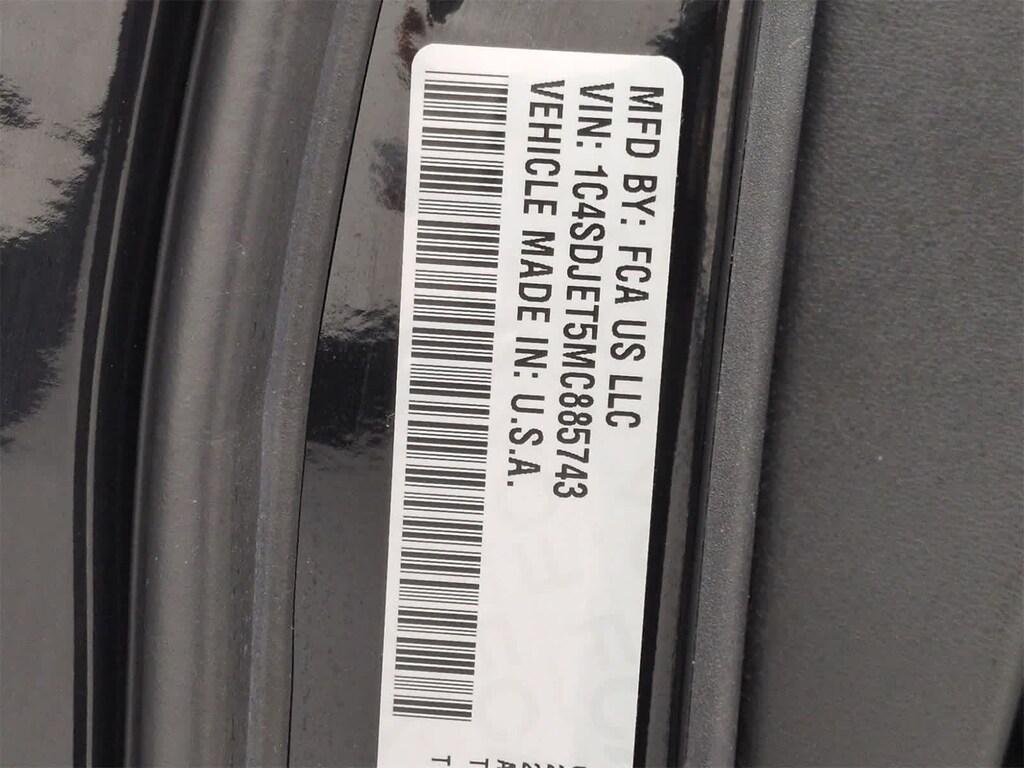 MFD BY: FCA US LLC
VIN: 1C4SDJET5MC885743
VEHICLE MADE IN: U.S.A.